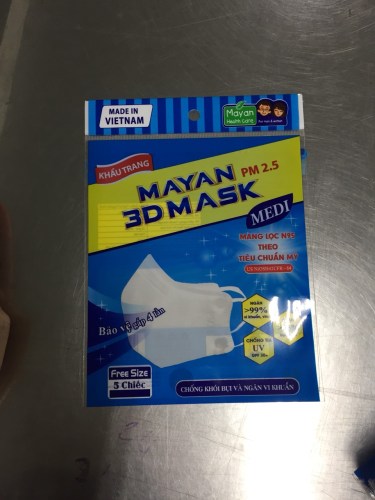 MADE IN
VIETNAM
Mayan
Health Care
KHẨU TRANG
MAYAN PM 2.5
3D MASK
MEDI
MÀNG LỌC N95
THEO
TIÊU CHUẨN MỸ
Bảo vệ gấp 4 lần
NGĂN
>99%
CHỐNG TIA
UV
Free Size
5 Chiếc
CHỐNG KHÓI BỤI VÀ NGĂN VI KHUẨN